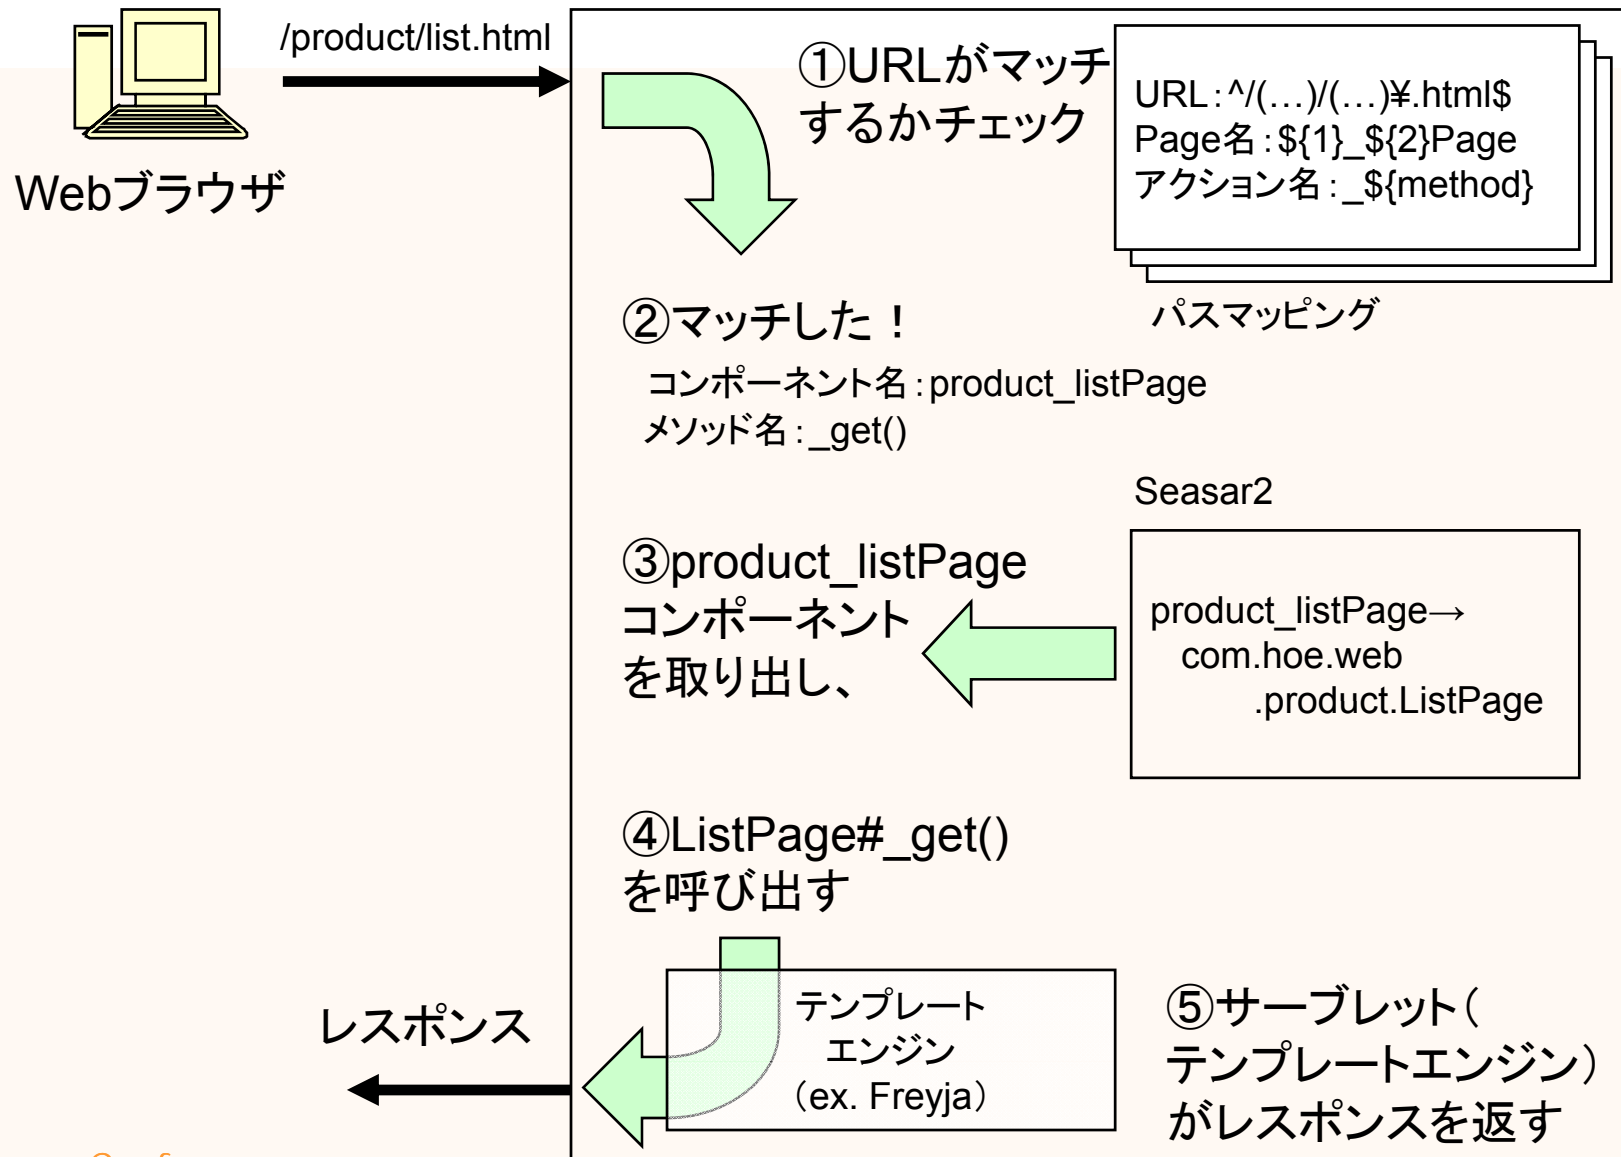 /product/list.html
Webブラウザ
①URLがマッチ
するかチェック
URL：^/(…)/(…)¥.html$
Page名：${1}_${2}Page
アクション名：_${method}
パスマッピング
②マッチした！
コンポーネント名：product_listPage
メソッド名：_get()
Seasar2
③product_listPage
コンポーネント
を取り出し、
product_listPage→
com.hoe.web
.product.ListPage
④ListPage#_get()
を呼び出す
テンプレート
エンジン
（ex. Freyja）
レスポンス
⑤サーブレット（
テンプレートエンジン）
がレスポンスを返す